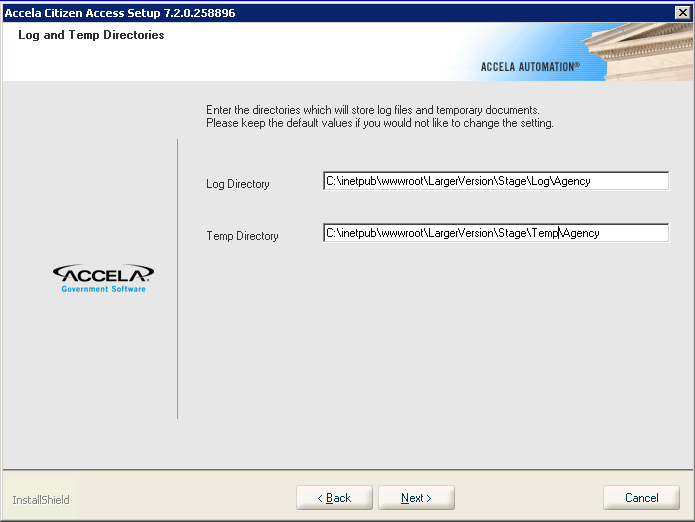 Accela Citizen Access Setup 7.2.0.258896
Log and Temp Directories
ACCELA AUTOMATION®
Enter the directories which will store log files and temporary documents.
Please keep the default values if you would not like to change the setting.
Log Directory
C:\inetpub\wwwroot\LargerVersion\Stage\Log\Agency
Temp Directory
C:\inetpub\wwwroot\LargerVersion\Stage\Temp\Agency
ACCELA®
Government Software
InstallShield
< Back
Next >
Cancel